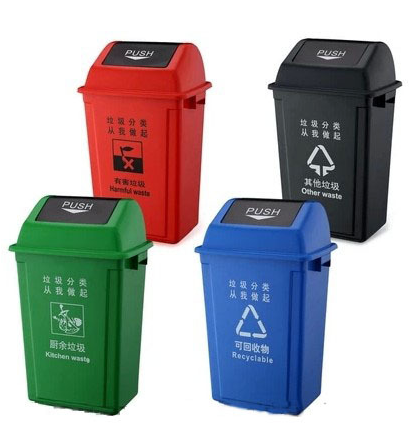 PUSH
垃圾分类
从我做起
有害垃圾
Harmful waste
PUSH
垃圾分类
从我做起
其他垃圾
Other waste
PUSH
垃圾分类
从我做起
厨余垃圾
Kitchen waste
PUSH
垃圾分类
从我做起
可回收物
Recyclable